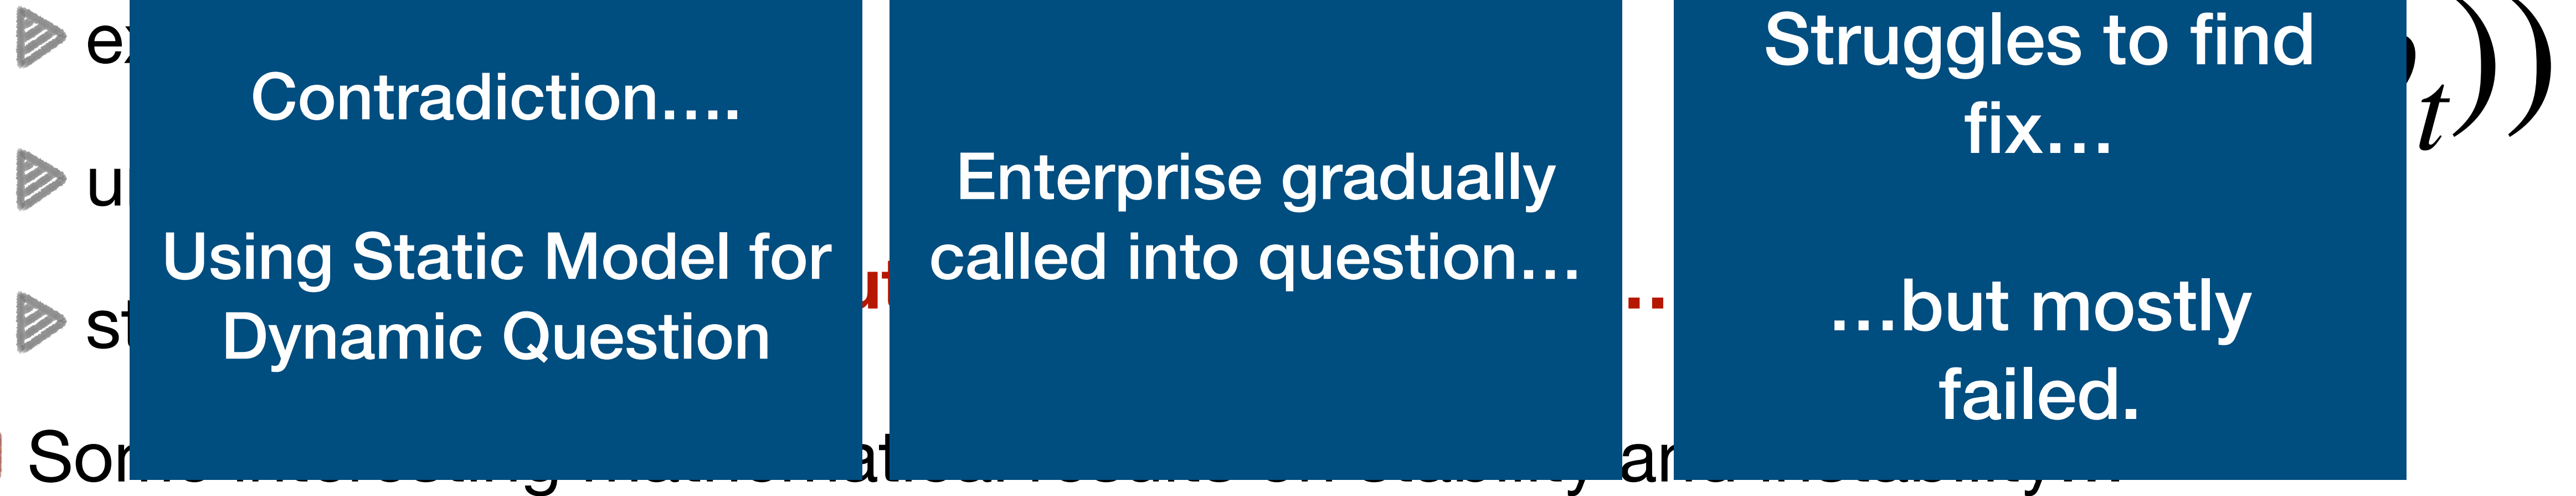 Contradiction….
Using Static Model for
Dynamic Question
Enterprise gradually
called into question…
Struggles to find
fix…
…but mostly
failed.
t))
..